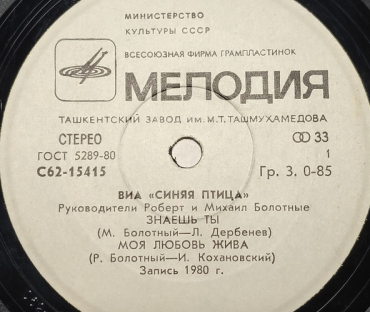 МИНИСТЕРСТВО
КУЛЬТУРЫ СССР
ВСЕСОЮЗНАЯ ФИРМА ГРАМПЛАСТИНОК
МЕЛОДИЯ
ТАШКЕНТСКИЙ ЗАВОД ИМ. М.Т. ТАШМУХАМЕДОВА
СТЕРЕО 33
ГОСТ 5289-80 1
С62-15415 Гр. 3, 0-85
ВИА «СИНЯЯ ПТИЦА»
Руководители Роберт и Михаил Болотные
ЗНАЕШЬ ТЫ
(М. Болотный—Л. Дербенев)
МОЯ ЛЮБОВЬ ЖИВА
(Р. Болотный—И. Кохановский)
Запись 1980 г.